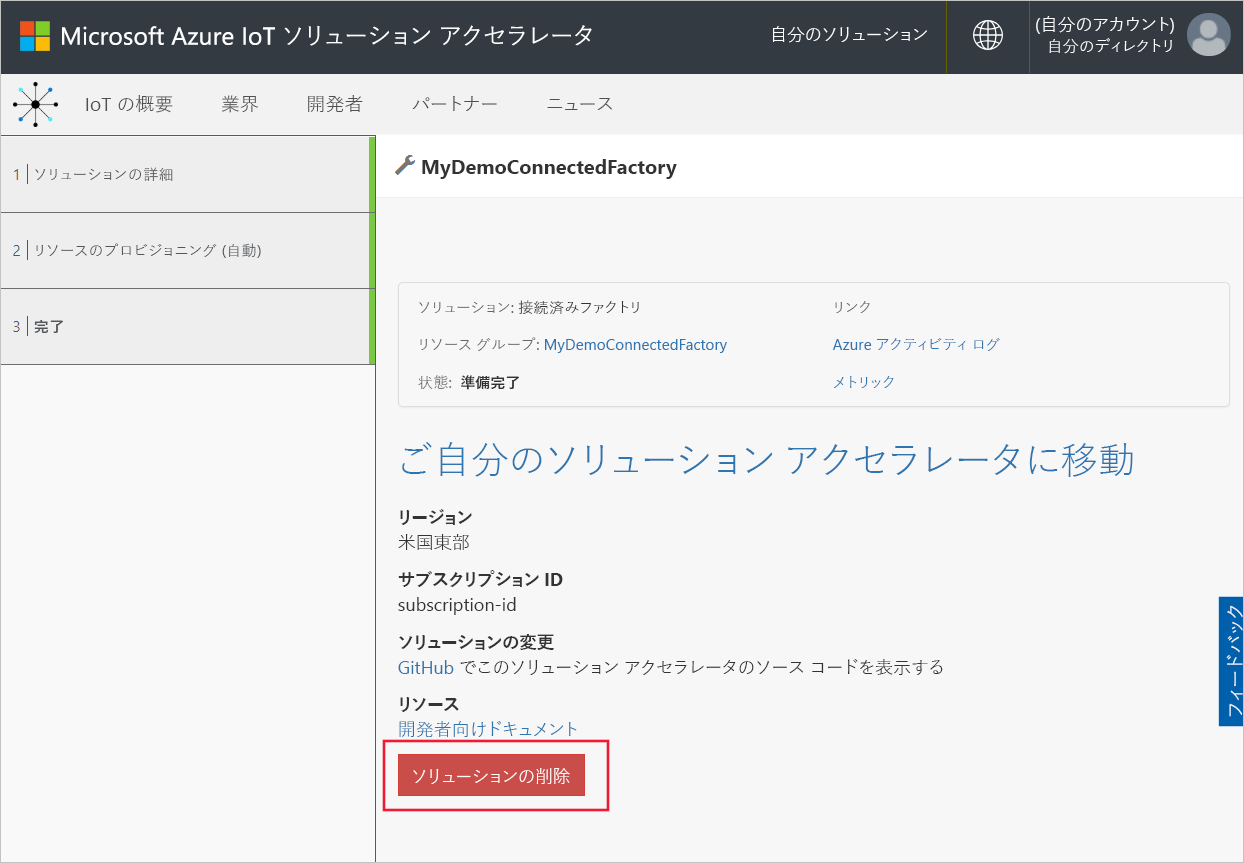 Microsoft Azure IoT ソリューション アクセラレータ
自分のソリューション
(自分のアカウント)
自分のディレクトリ
IoT の概要
業界
開発者
パートナー
ニュース
1 ソリューションの詳細
2 リソースのプロビジョニング (自動)
3 完了
MyDemoConnectedFactory
ソリューション: 接続済みファクトリ
リンク
リソース グループ: MyDemoConnectedFactory
Azure アクティビティ ログ
状態: 準備完了
メトリック
ご自分のソリューション アクセラレータに移動
リージョン
米国東部
サブスクリプション ID
subscription-id
ソリューションの変更
GitHub でこのソリューション アクセラレータのソース コードを表示する
リソース
開発者向けドキュメント
ソリューションの削除
フィードバック